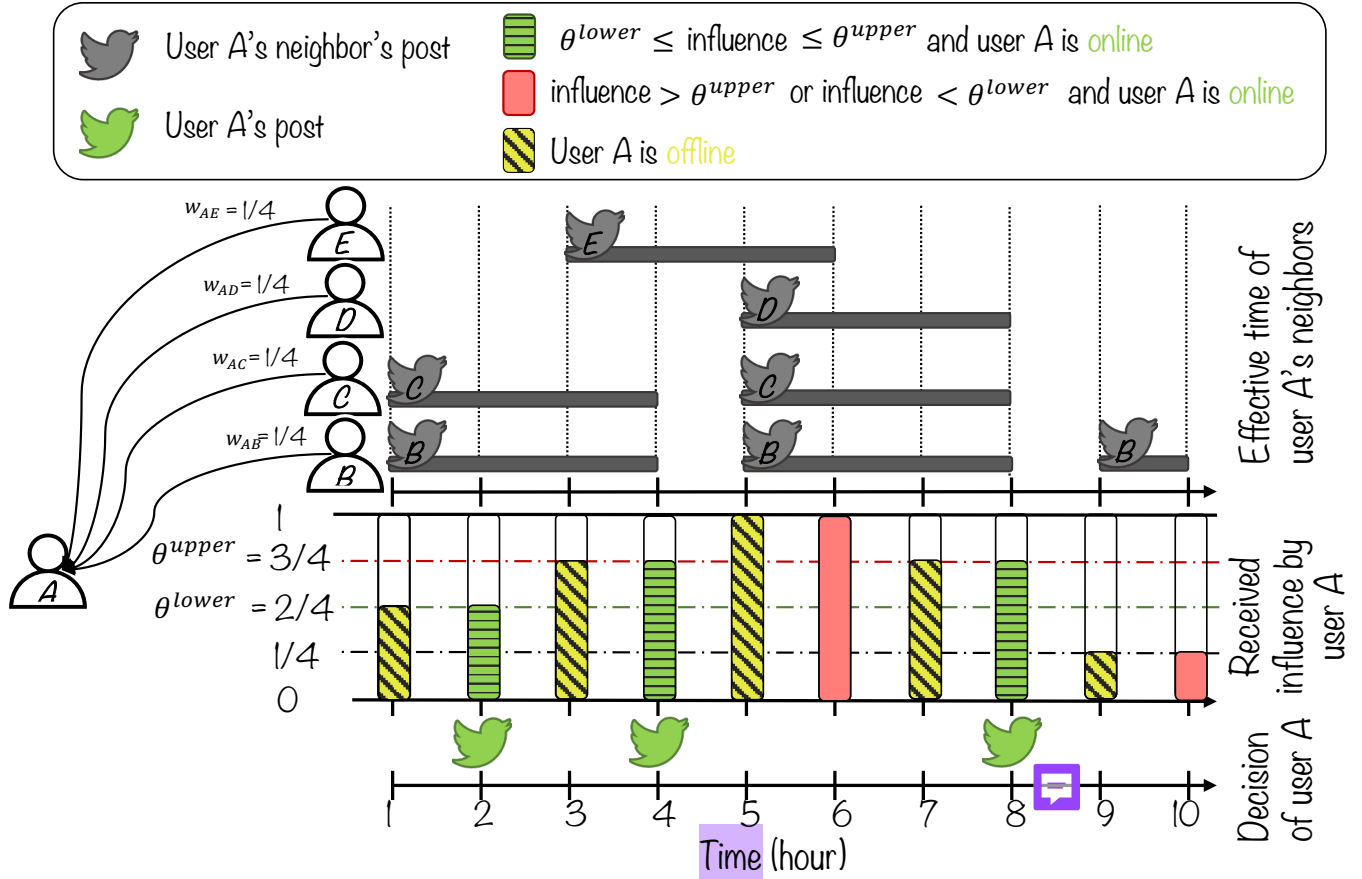 User A's neighbor's post
User A's post
θ^lower ≤ influence ≤ θ^upper and user A is online
influence > θ^upper or influence < θ^lower and user A is online
User A is offline
w_AE = 1/4
E
E
w_AD = 1/4
D
D
w_AC = 1/4
C
C
C
w_AB = 1/4
B
B
B
B
Effective time of
user A's neighbors
A
1
θ^upper = 3/4
θ^lower = 2/4
1/4
0
Received
influence by
user A
Decision
of user A
1 2 3 4 5 6 7 8 9 10
Time (hour)